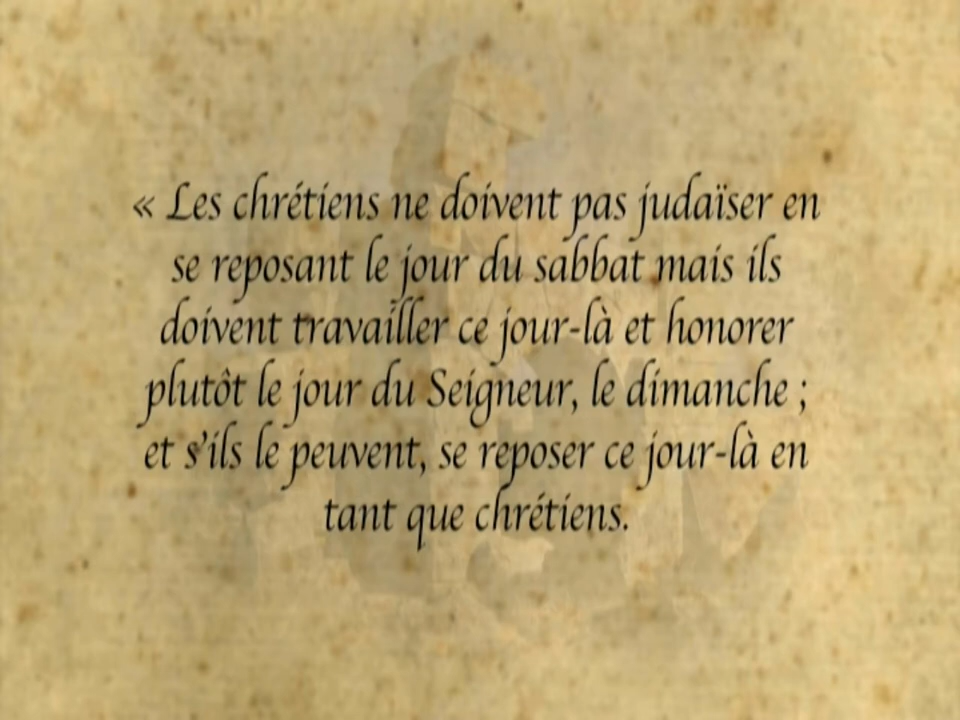 « Les chrétiens ne doivent pas judaïser en
se reposant le jour du sabbat mais ils
doivent travailler ce jour-là et honorer
plutôt le jour du Seigneur, le dimanche ;
et s'ils le peuvent, se reposer ce jour-là en
tant que chrétiens.